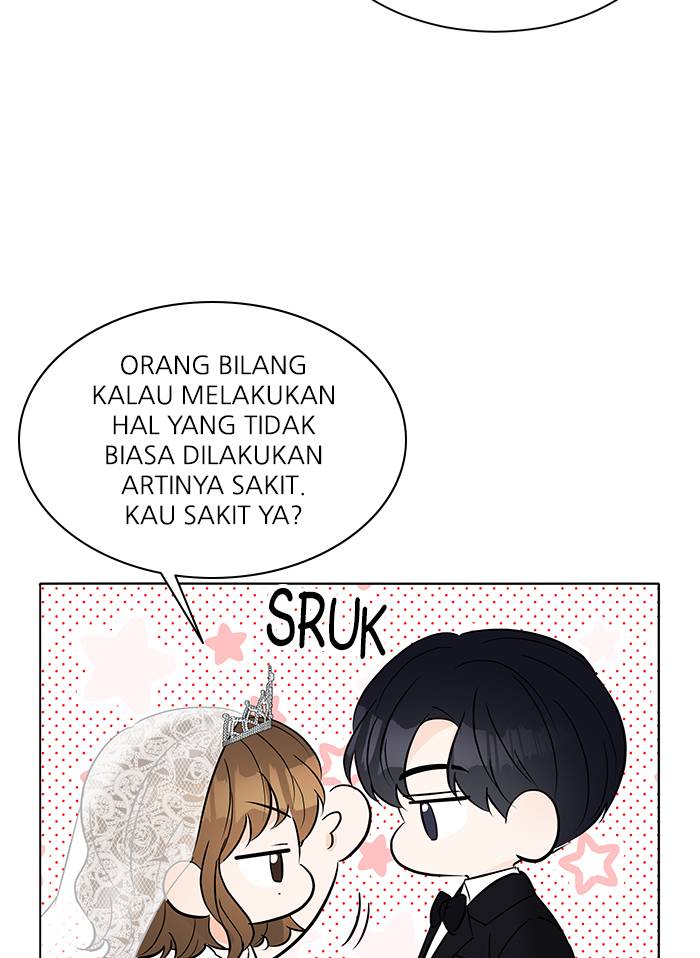 ORANG BILANG
KALAU MELAKUKAN
HAL YANG TIDAK
BIASA DILAKUKAN
ARTINYA SAKIT.
KAU SAKIT YA?
SRUK